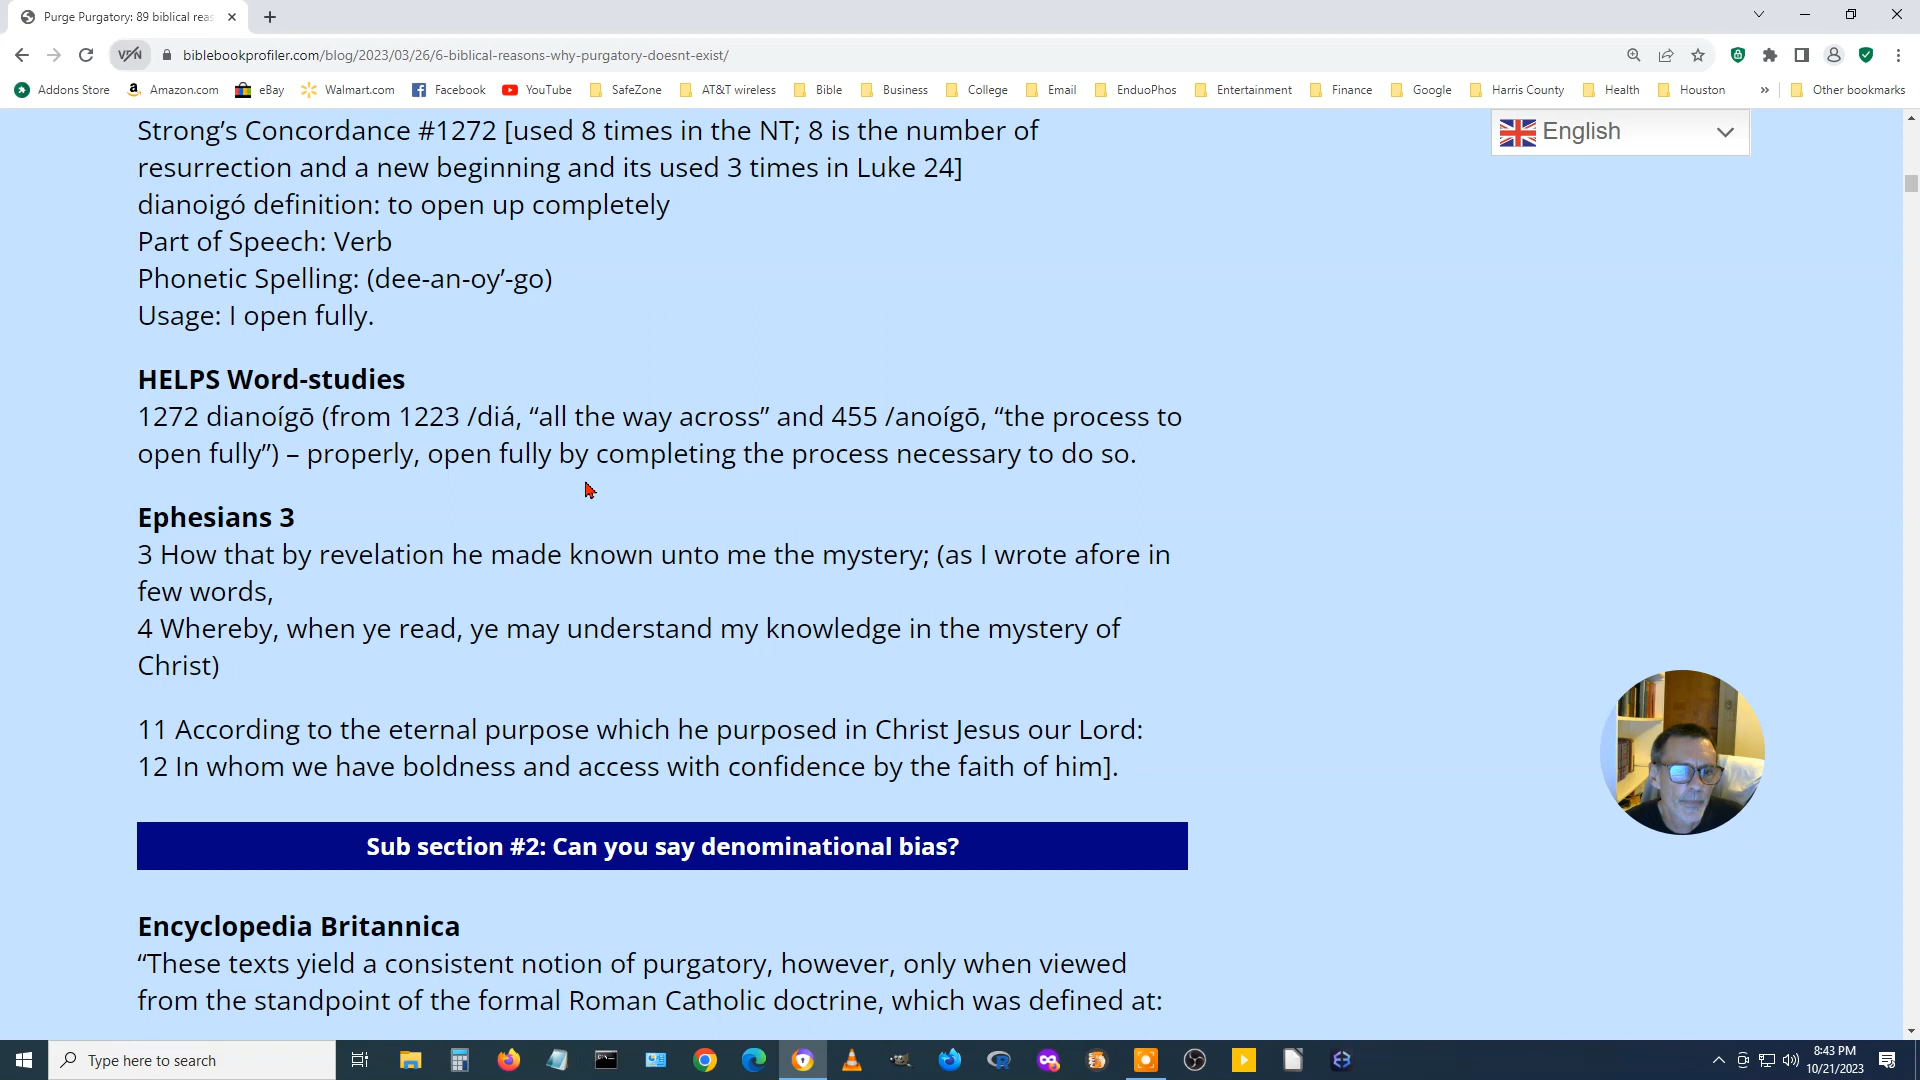 Purge Purgatory: 89 biblical reas
biblebookprofiler.com/blog/2023/03/26/6-biblical-reasons-why-purgatory-doesnt-exist/
Addons Store Amazon.com eBay Walmart.com Facebook YouTube SafeZone AT&T wireless Bible Business College Email EnduoPhos Entertainment Finance Google Harris County Health Houston » Other bookmarks
English
Strong’s Concordance #1272 [used 8 times in the NT; 8 is the number of
resurrection and a new beginning and its used 3 times in Luke 24]
dianoigó definition: to open up completely
Part of Speech: Verb
Phonetic Spelling: (dee-an-oy’-go)
Usage: I open fully.
HELPS Word-studies
1272 dianoígō (from 1223 /diá, “all the way across” and 455 /anoígō, “the process to
open fully”) – properly, open fully by completing the process necessary to do so.
Ephesians 3
3 How that by revelation he made known unto me the mystery; (as I wrote afore in
few words,
4 Whereby, when ye read, ye may understand my knowledge in the mystery of
Christ)
11 According to the eternal purpose which he purposed in Christ Jesus our Lord:
12 In whom we have boldness and access with confidence by the faith of him].
Sub section #2: Can you say denominational bias?
Encyclopedia Britannica
“These texts yield a consistent notion of purgatory, however, only when viewed
from the standpoint of the formal Roman Catholic doctrine, which was defined at:
Type here to search
8:43 PM
10/21/2023